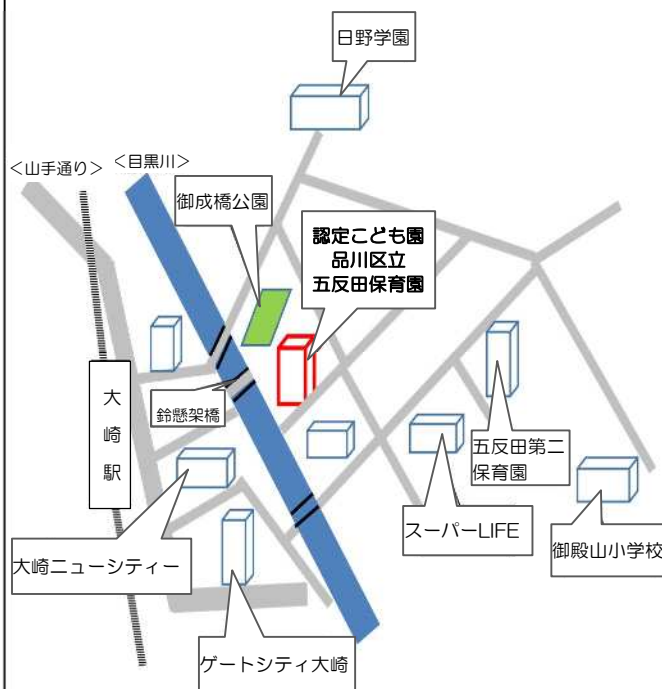 日野学園
<山手通り>
<目黒川>
御成橋公園
認定こども園
品川区立
五反田保育園
大
崎
駅
鈴懸架橋
五反田第二
保育園
スーパーLIFE
御殿山小学校
大崎ニューシティー
ゲートシティ大崎